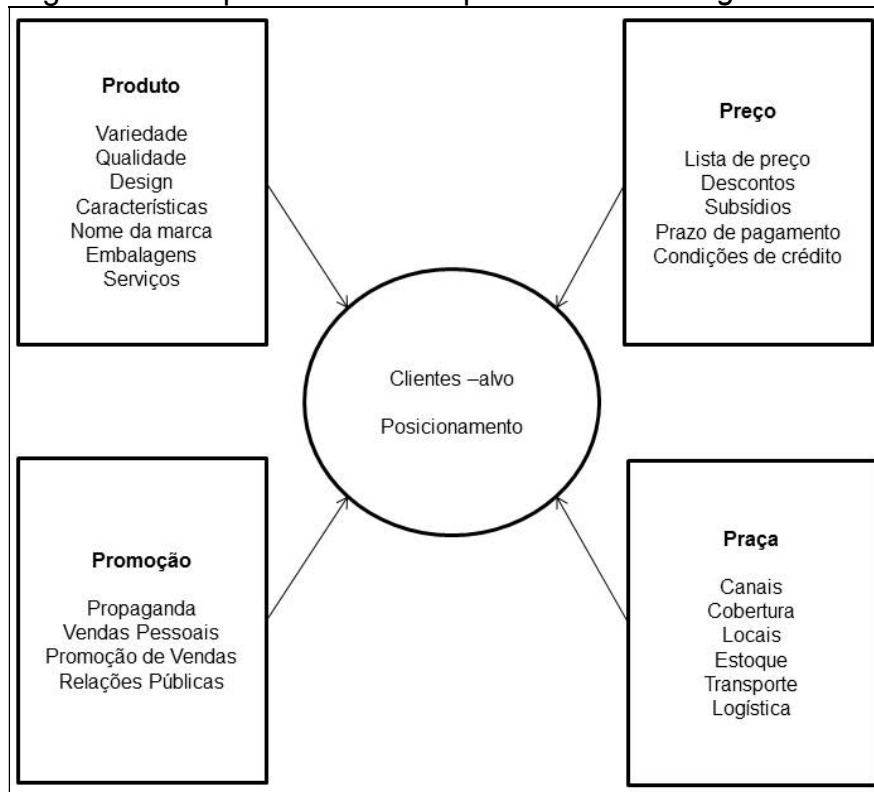 Produto
Variedade
Qualidade
Design
Características
Nome da marca
Embalagens
Serviços
Preço
Lista de preço
Descontos
Subsídios
Prazo de pagamento
Condições de crédito
Clientes –alvo
Posicionamento
Promoção
Propaganda
Vendas Pessoais
Promoção de Vendas
Relações Públicas
Praça
Canais
Cobertura
Locais
Estoque
Transporte
Logística